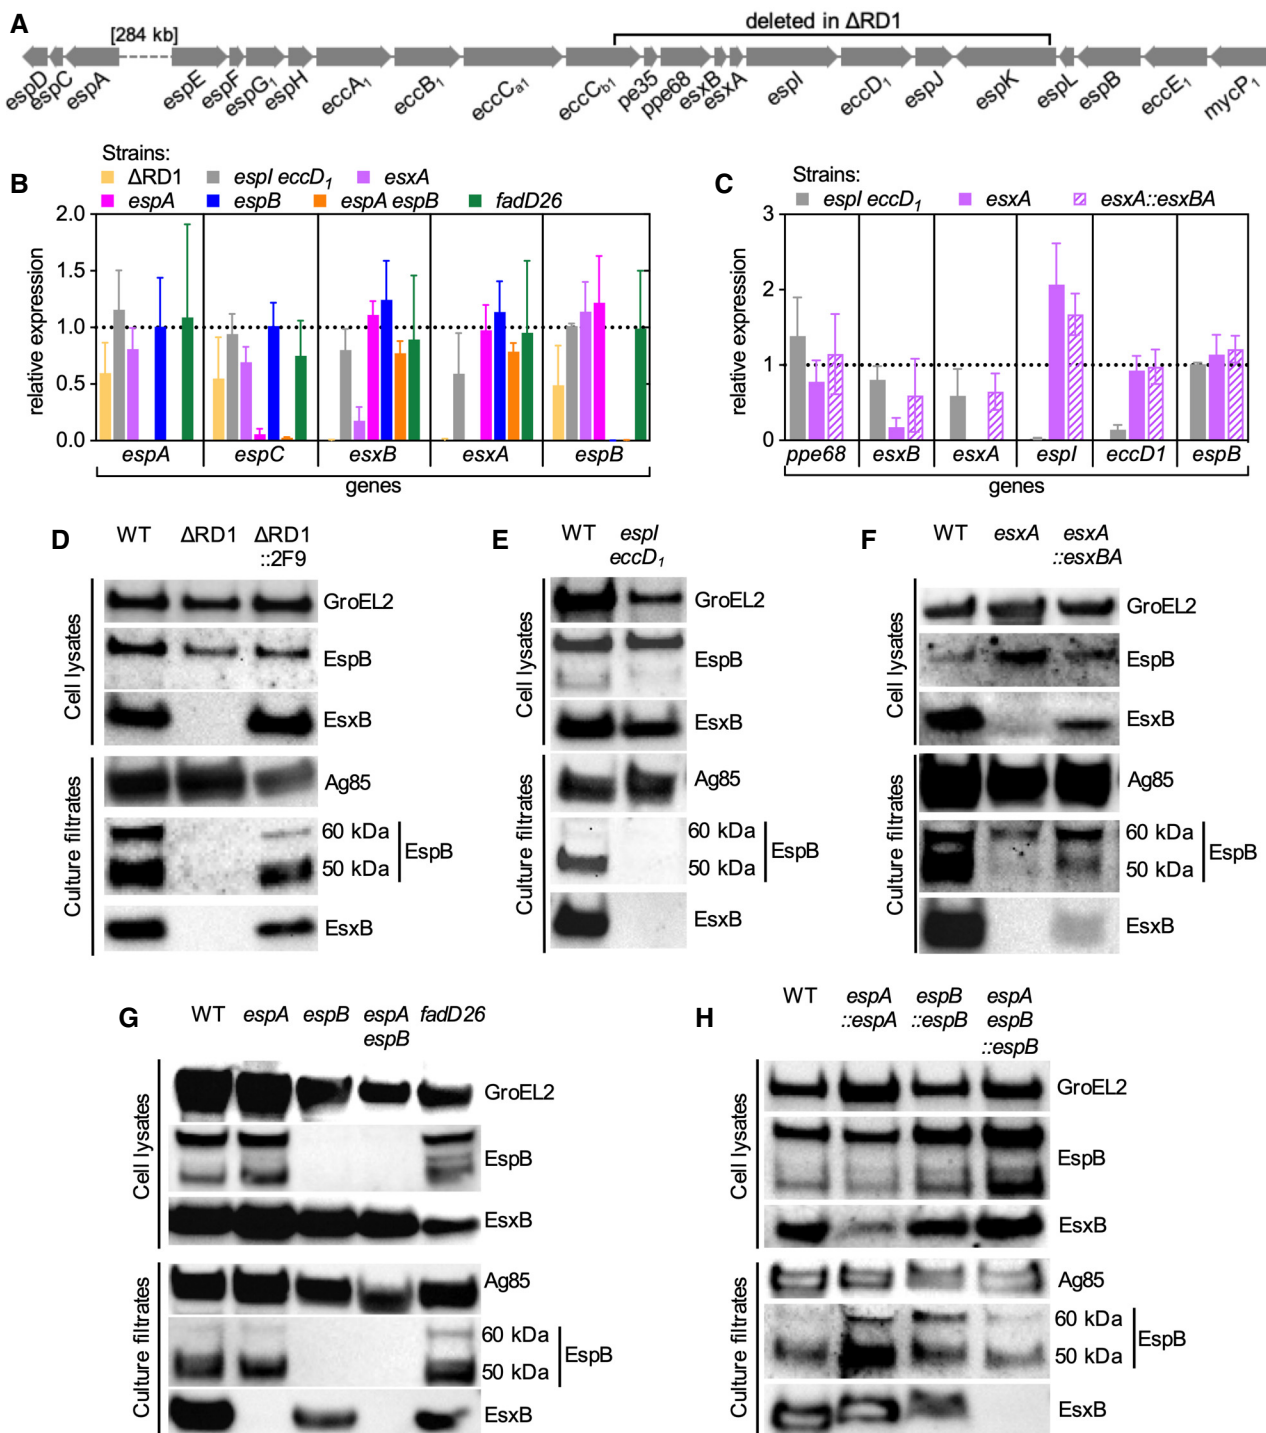 A
deleted in ΔRD1
[284 kb]
espD espC espA espE espF espG1 espH eccA1 eccB1 eccCa1 eccCb1 pe35 ppe68 esxB esxA espI eccD1 espJ espK espL espB eccE1 mycP1
B
Strains:
ΔRD1 espI eccD1 esxA
espA espB espA espB fadD26
relative expression
2.0
1.5
1.0
0.5
0.0
espA espC esxB esxA espB
genes
C
Strains:
espI eccD1 esxA esxA::esxBA
relative expression
3
2
1
0
ppe68 esxB esxA espI eccD1 espB
genes
D
WT ΔRD1 ΔRD1
::2F9
Cell lysates
GroEL2
EspB
EsxB
Culture filtrates
Ag85
60 kDa
EspB
50 kDa
EsxB
E
WT espI
eccD1
Cell lysates
GroEL2
EspB
EsxB
Culture filtrates
Ag85
60 kDa
EspB
50 kDa
EsxB
F
WT esxA esxA
::esxBA
Cell lysates
GroEL2
EspB
EsxB
Culture filtrates
Ag85
60 kDa
EspB
50 kDa
EsxB
G
WT espA espB espA fadD26
espB
Cell lysates
GroEL2
EspB
EsxB
Culture filtrates
Ag85
60 kDa
EspB
50 kDa
EsxB
H
WT espA espB espA
::espA ::espB espB
::espB
Cell lysates
GroEL2
EspB
EsxB
Culture filtrates
Ag85
60 kDa
EspB
50 kDa
EsxB